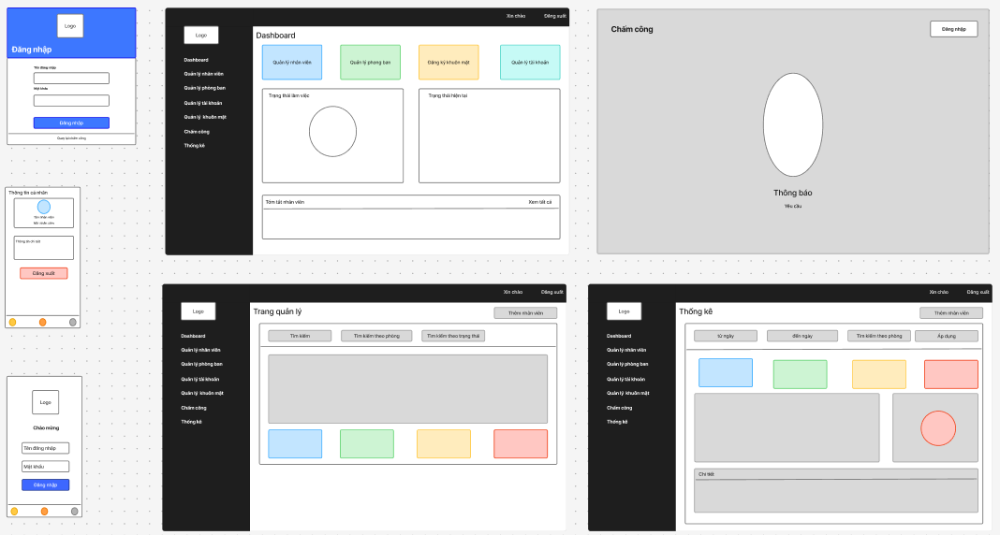 Logo
Đăng nhập
Tên đăng nhập
Mật khẩu
Đăng nhập
Quay lại chấm công
Xin chào
Đăng xuất
Logo
Dashboard
Quản lý nhân viên
Quản lý phòng ban
Quản lý tài khoản
Quản lý khuôn mặt
Chấm công
Thống kê
Dashboard
Quản lý nhân viên
Quản lý phòng ban
Đăng ký khuôn mặt
Quản lý tài khoản
Trạng thái làm việc
Trạng thái hiện tại
Tóm tắt nhân viên
Xem tất cả
Chấm công
Đăng nhập
Thông báo
Yêu cầu
Thông tin cá nhân
Tên nhân viên
Mã nhân viên
Thông tin chi tiết
Đăng xuất
Logo
Chào mừng
Tên đăng nhập
Mật khẩu
Đăng nhập
Xin chào
Đăng xuất
Logo
Dashboard
Quản lý nhân viên
Quản lý phòng ban
Quản lý tài khoản
Quản lý khuôn mặt
Chấm công
Thống kê
Trang quản lý
Thêm nhân viên
Tìm kiếm
Tìm kiếm theo phòng
Tìm kiếm theo trạng thái
Xin chào
Đăng xuất
Logo
Dashboard
Quản lý nhân viên
Quản lý phòng ban
Quản lý tài khoản
Quản lý khuôn mặt
Chấm công
Thống kê
Thống kê
Thêm nhân viên
từ ngày
đến ngày
Tìm kiếm theo phòng
Áp dụng
Chi tiết